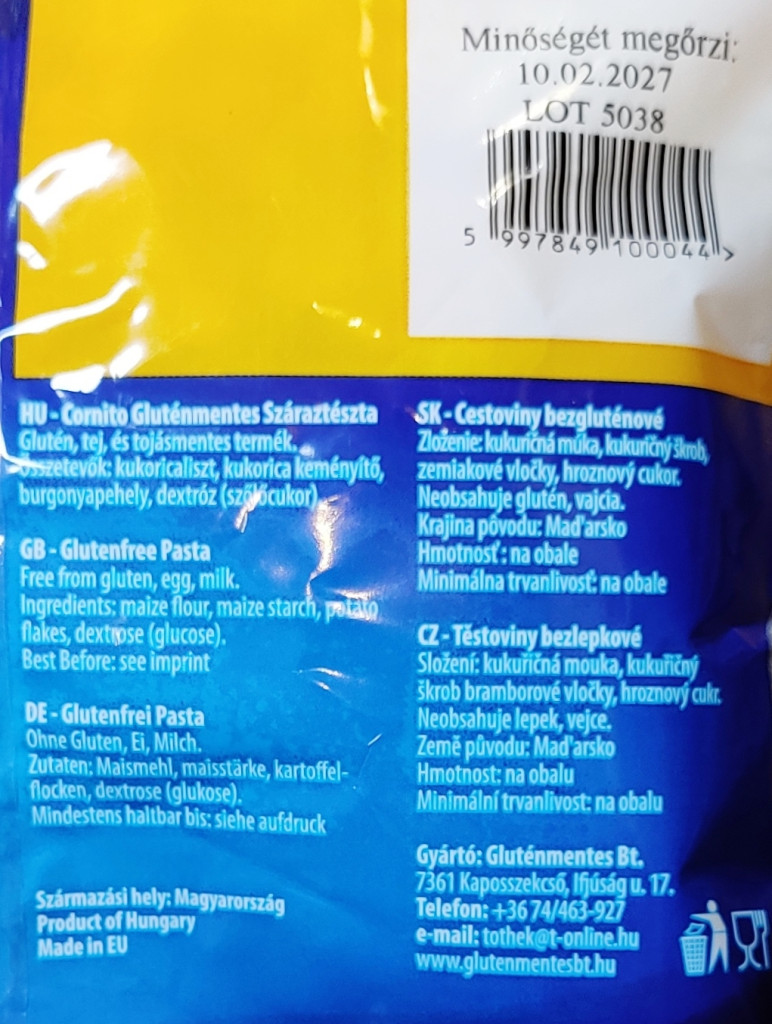 Minőségét megőrzi:
10.02.2027
LOT 5038
5 997849 100044 >
HU - Cornito Gluténmentes Száraztészta
Glutén, tej, és tojásmentes termék.
Összetevők: kukoricaliszt, kukorica keményítő,
burgonyapehely, dextróz (szőlőcukor)
GB - Glutenfree Pasta
Free from gluten, egg, milk.
Ingredients: maize flour, maize starch, potato
flakes, dextrose (glucose).
Best Before: see imprint
DE - Glutenfrei Pasta
Ohne Gluten, Ei, Milch.
Zutaten: Maismehl, maisstärke, kartoffel-
flocken, dextrose (glukose).
Mindestens haltbar bis: siehe aufdruck
Származási hely: Magyarország
Product of Hungary
Made in EU
SK - Cestoviny bezgluténové
Zloženie: kukuričná múka, kukuričný škrob,
zemiakové vločky, hroznový cukor.
Neobsahuje glutén, vajcia.
Krajina pôvodu: Maďarsko
Hmotnosť: na obale
Minimálna trvanlivosť: na obale
CZ - Těstoviny bezlepkové
Složení: kukuřičná mouka, kukuřičný
škrob bramborové vločky, hroznový cukr.
Neobsahuje lepek, vejce.
Země původu: Maďarsko
Hmotnost: na obalu
Minimální trvanlivost: na obalu
Gyártó: Gluténmentes Bt.
7361 Kaposszekcső, Ifjúság u. 17.
Telefon: +36 74/463-927
e-mail: tothek@t-online.hu
www.glutenmentesbt.hu